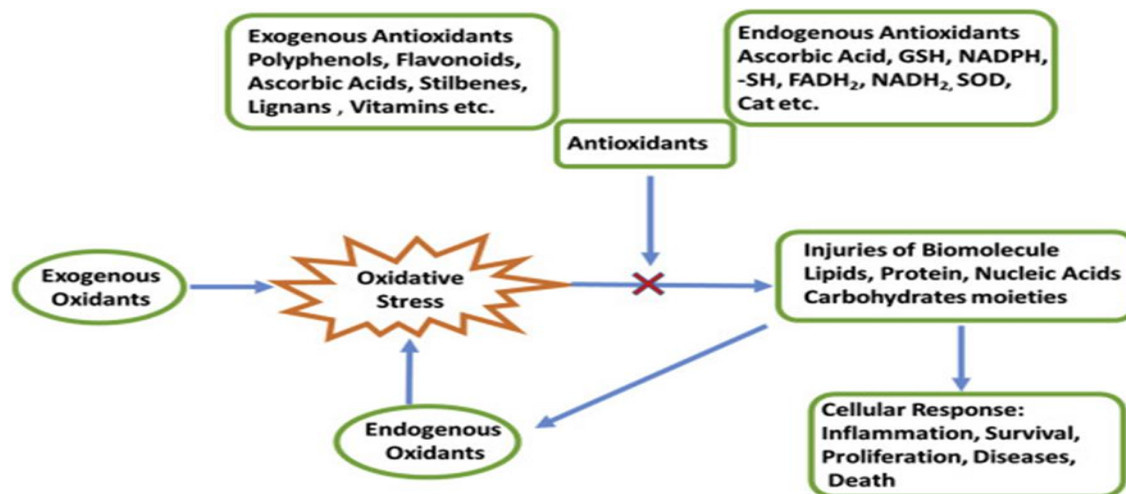 Exogenous Antioxidants
Polyphenols, Flavonoids,
Ascorbic Acids, Stilbenes,
Lignans , Vitamins etc.
Endogenous Antioxidants
Ascorbic Acid, GSH, NADPH,
-SH, FADH₂, NADH₂, SOD,
Cat etc.
Antioxidants
Exogenous
Oxidants
Oxidative
Stress
Injuries of Biomolecule
Lipids, Protein, Nucleic Acids
Carbohydrates moieties
Endogenous
Oxidants
Cellular Response:
Inflammation, Survival,
Proliferation, Diseases,
Death